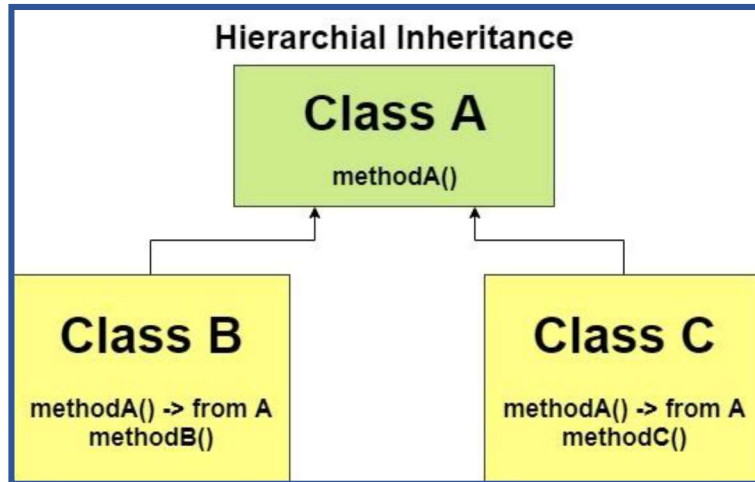 Hierarchial Inheritance
Class A
methodA()
Class B
methodA() -> from A
methodB()
Class C
methodA() -> from A
methodC()